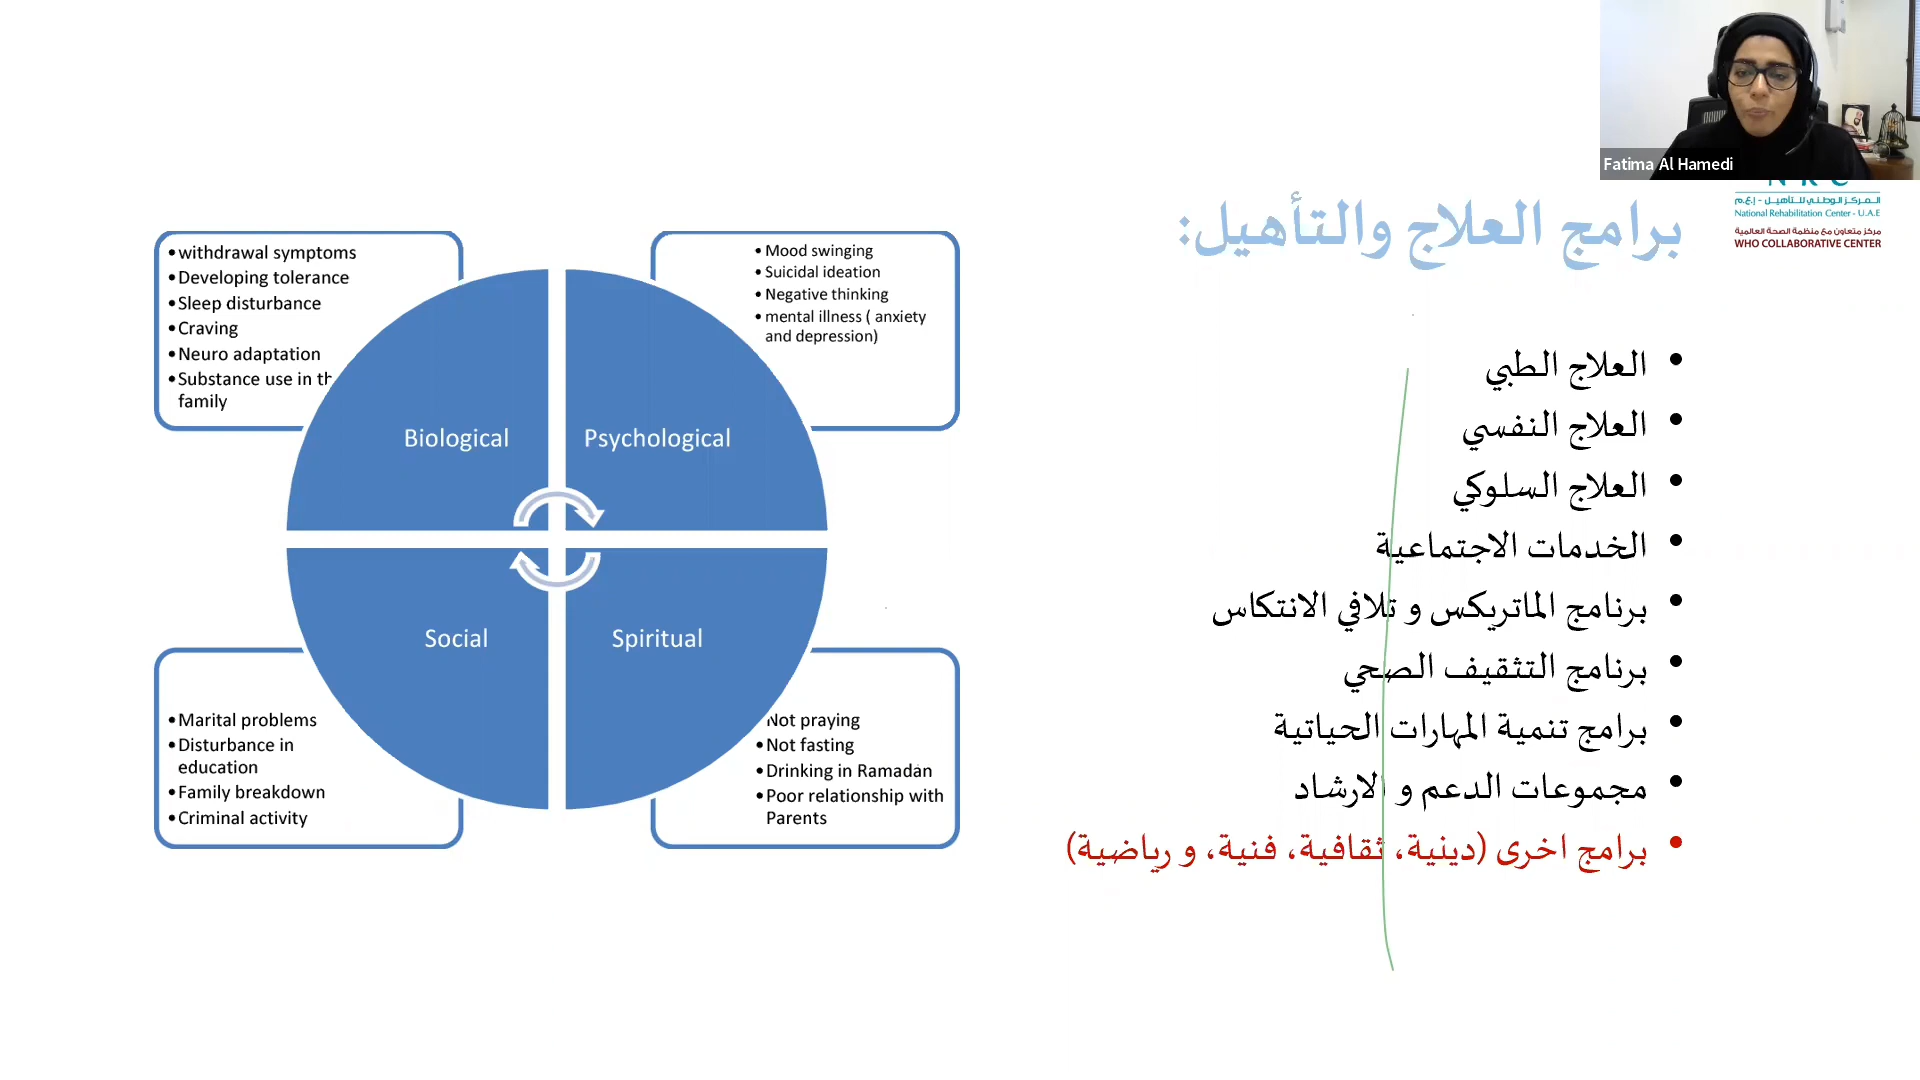 Fatima Al Hamedi
المركز الوطني للتأهيل - إ.ع.م
National Rehabilitation Center - U.A.E
مركز متعاون مع منظمة الصحة العالمية
WHO COLLABORATIVE CENTER
برامج العلاج والتأهيل:
• العلاج الطبي
• العلاج النفسي
• العلاج السلوكي
• الخدمات الاجتماعية
• برنامج الماتريكس و تلافي الانتكاس
• برنامج التثقيف الصحي
• برامج تنمية المهارات الحياتية
• مجموعات الدعم و الارشاد
• برامج اخرى (دينية، ثقافية، فنية، و رياضية)
• withdrawal symptoms
• Developing tolerance
• Sleep disturbance
• Craving
• Neuro adaptation
• Substance use in th
family
• Mood swinging
• Suicidal ideation
• Negative thinking
• mental illness ( anxiety
and depression)
Biological
Psychological
Social
Spiritual
• Marital problems
• Disturbance in
education
• Family breakdown
• Criminal activity
Not praying
• Not fasting
• Drinking in Ramadan
• Poor relationship with
Parents